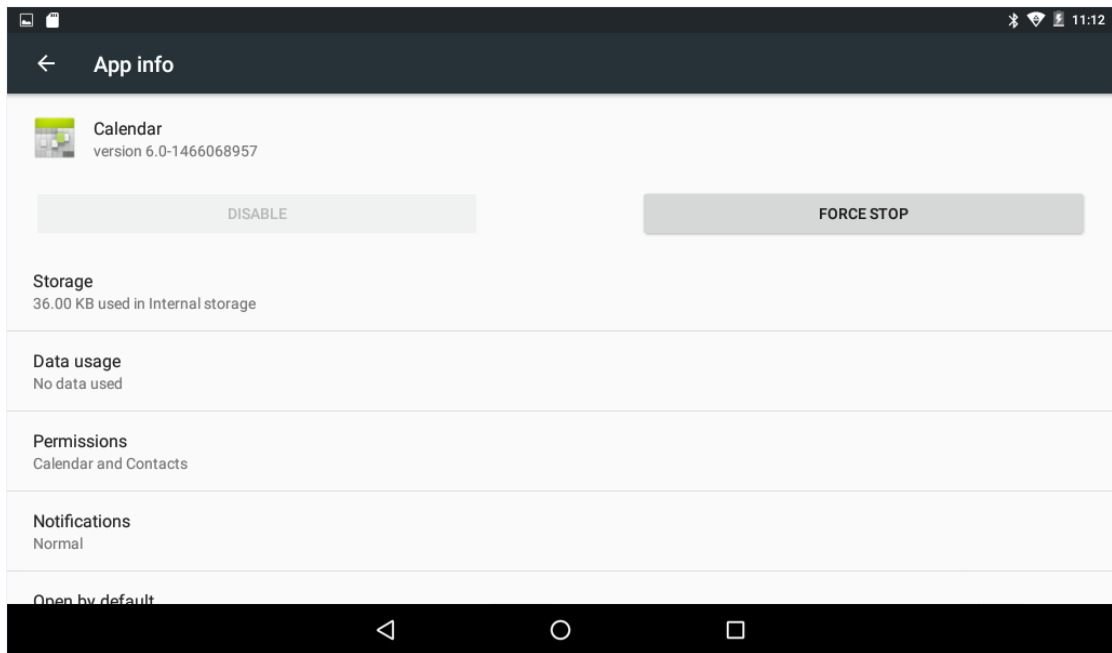 11:12
App info
Calendar
version 6.0-1466068957
DISABLE
FORCE STOP
Storage
36.00 KB used in Internal storage
Data usage
No data used
Permissions
Calendar and Contacts
Notifications
Normal
Open by default